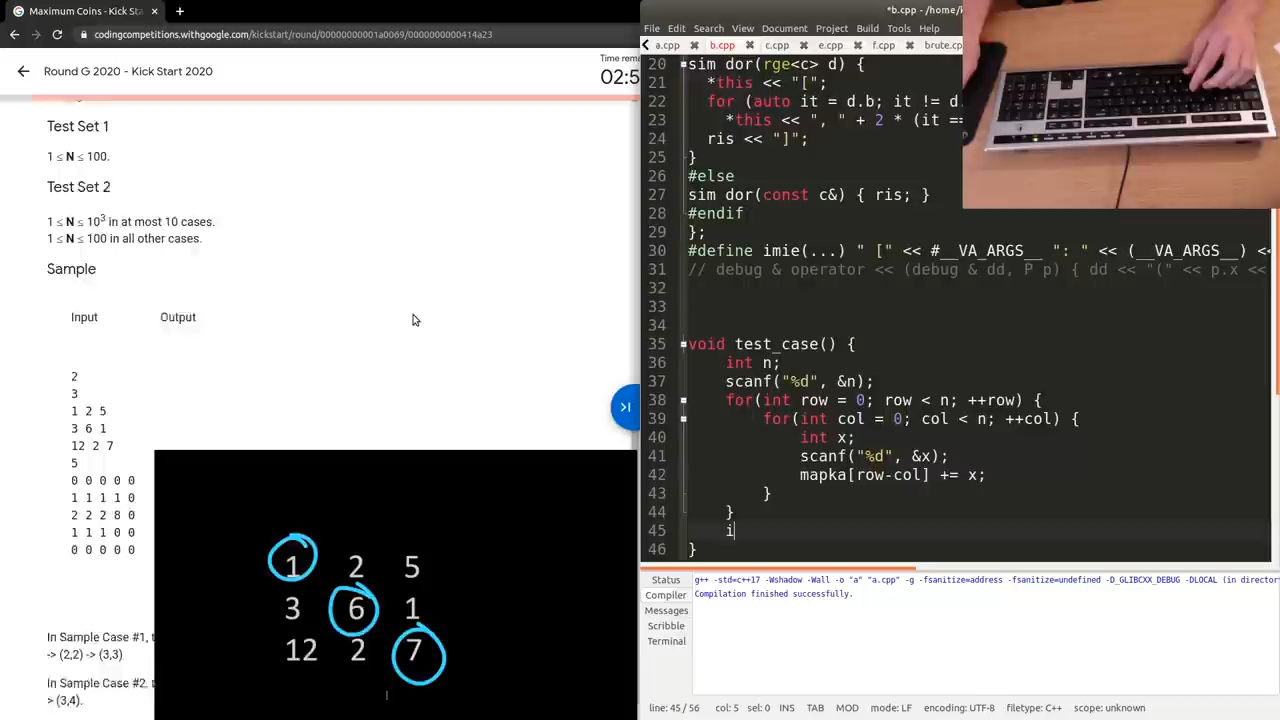 Maximum Coins - Kick Sta
codingcompetitions.withgoogle.com/kickstart/round/00000000001a0069/0000000000414a23
Round G 2020 - Kick Start 2020
Time rema
02:5
Test Set 1
1 ≤ N ≤ 100.
Test Set 2
1 ≤ N ≤ 10³ in at most 10 cases.
1 ≤ N ≤ 100 in all other cases.
Sample
Input Output
2
3
1 2 5
3 6 1
12 2 7
5
0 0 0 0 0
1 1 1 1 0
2 2 2 8 0
1 1 1 0 0
0 0 0 0 0
In Sample Case #1, t
-> (2,2) -> (3,3)
In Sample Case #2, t
> (3,4).
1 2 5
3 6 1
12 2 7
*b.cpp - /home/k
File Edit Search View Document Project Build Tools H
a.cpp b.cpp c.cpp e.cpp f.cpp brute.cp
20 sim dor(rge<c> d) {
21 *this << "[";
22 for (auto it = d.b; it != d.
23 *this << ", " + 2 * (it ==
24 ris << "]";
25 }
26 #else
27 sim dor(const c&) { ris; }
28 #endif
29 };
30 #define imie(...) " [" << #__VA_ARGS__ ": " << (__VA_ARGS__) <<
31 // debug & operator << (debug & dd, P p) { dd << "(" << p.x <<
32
33
34
35 void test_case() {
36 int n;
37 scanf("%d", &n);
38 for(int row = 0; row < n; ++row) {
39 for(int col = 0; col < n; ++col) {
40 int x;
41 scanf("%d", &x);
42 mapka[row-col] += x;
43 }
44 }
45 i
46 }
Status
Compiler
Messages
Scribble
Terminal
g++ -std=c++17 -Wshadow -Wall -o "a" "a.cpp" -g -fsanitize=address -fsanitize=undefined -D_GLIBCXX_DEBUG -DLOCAL (in director
Compilation finished successfully.
line: 45 / 56 col: 5 sel: 0 INS TAB MOD mode: LF encoding: UTF-8 filetype: C++ scope: unknown